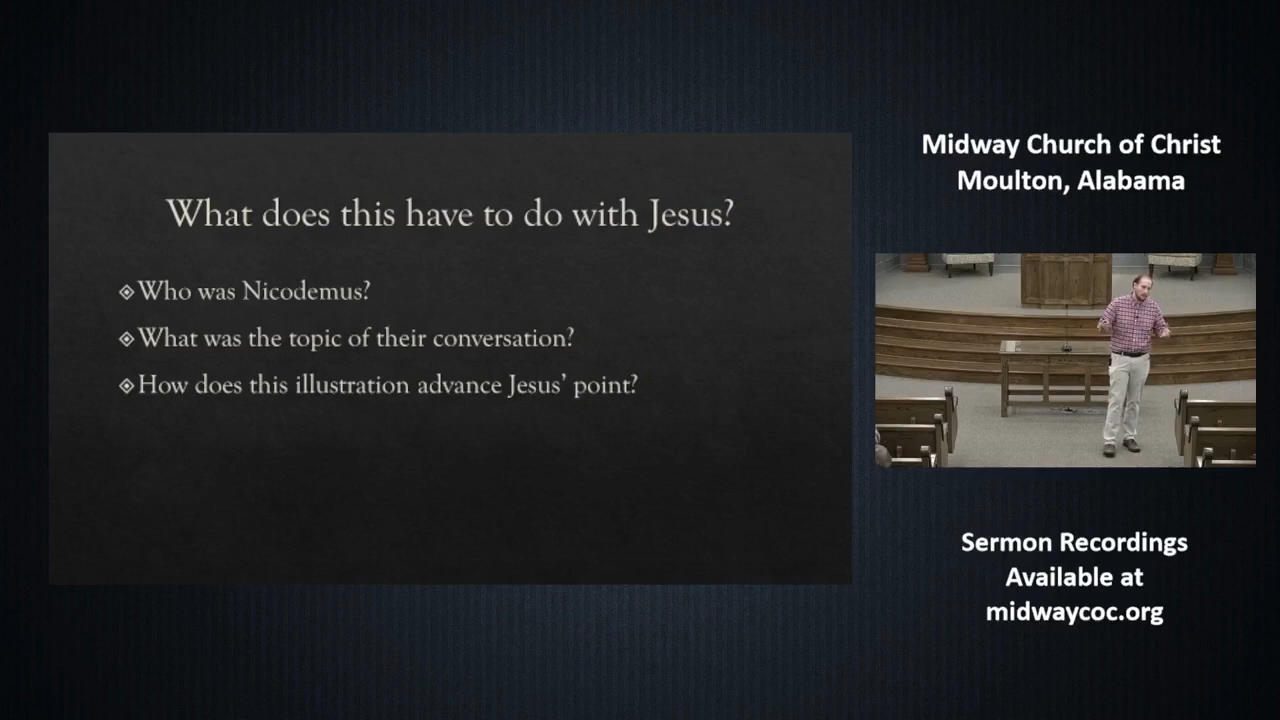 What does this have to do with Jesus?
Who was Nicodemus?
What was the topic of their conversation?
How does this illustration advance Jesus’ point?
Midway Church of Christ
Moulton, Alabama
Sermon Recordings
Available at
midwaycoc.org